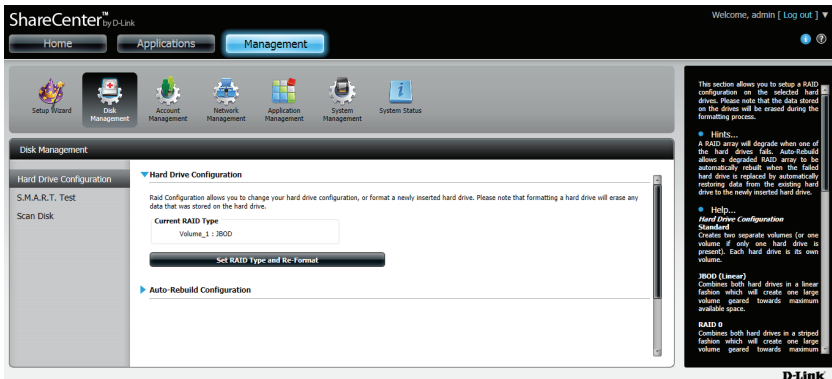 ShareCenter™ by D-Link
Welcome, admin [ Log out ] ▼
Home
Applications
Management
Setup Wizard
Disk
Management
Account
Management
Network
Management
Application
Management
System
Management
System Status
Disk Management
Hard Drive Configuration
S.M.A.R.T. Test
Scan Disk
Hard Drive Configuration
Raid Configuration allows you to change your hard drive configuration, or format a newly inserted hard drive. Please note that formatting a hard drive will erase any
data that was stored on the hard drive.
Current RAID Type
Volume_1 : JBOD
Set RAID Type and Re-Format
Auto-Rebuild Configuration
This section allows you to setup a RAID
configuration on the selected hard
drives. Please note that the data stored
on the drives will be erased during the
formatting process.
Hints...
A RAID array will degrade when one of
the hard drives fails. Auto-Rebuild
allows a degraded RAID array to be
automatically rebuilt when the failed
hard drive is replaced by automatically
restoring data from the existing hard
drive to the newly inserted hard drive.
Help...
Hard Drive Configuration
Standard
Creates two separate volumes (or one
volume if only one hard drive is
present). Each hard drive is its own
volume.
JBOD (Linear)
Combines both hard drives in a linear
fashion which will create one large
volume geared towards maximum
available space.
RAID 0
Combines both hard drives in a striped
fashion which will create one large
volume geared towards maximum
D-Link